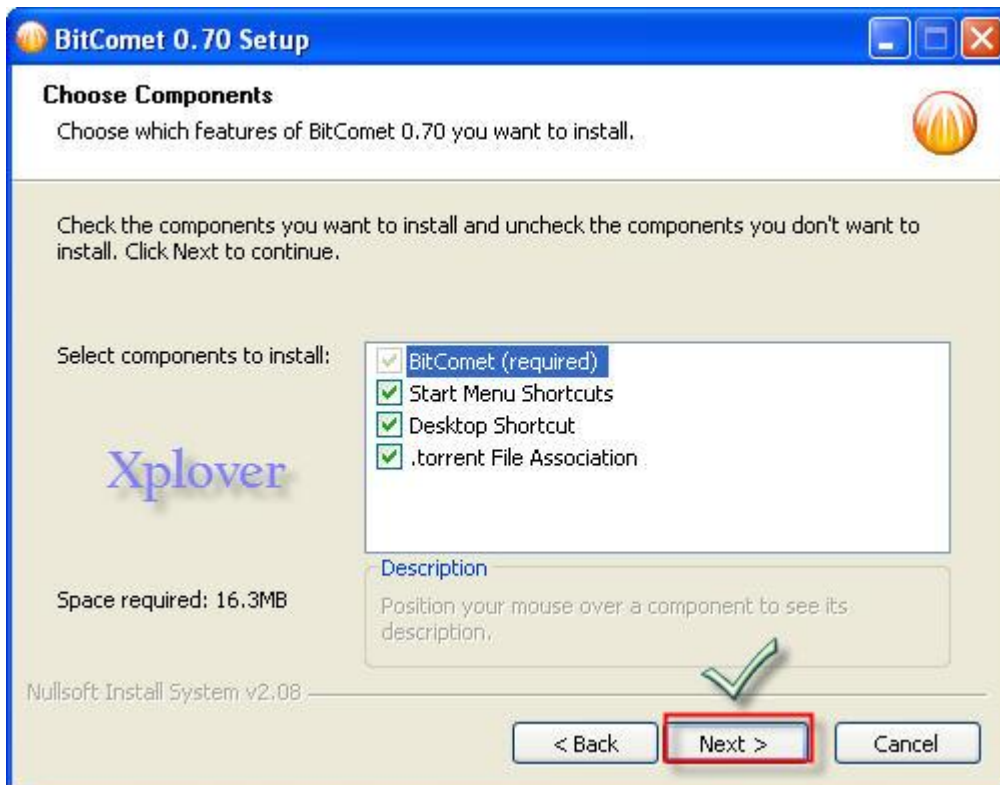 BitComet 0.70 Setup
Choose Components
Choose which features of BitComet 0.70 you want to install.
Check the components you want to install and uncheck the components you don't want to
install. Click Next to continue.
Select components to install:
BitComet (required)
Start Menu Shortcuts
Desktop Shortcut
.torrent File Association
Xplover
Space required: 16.3MB
Description
Position your mouse over a component to see its
description.
Nullsoft Install System v2.08
< Back
Next >
Cancel